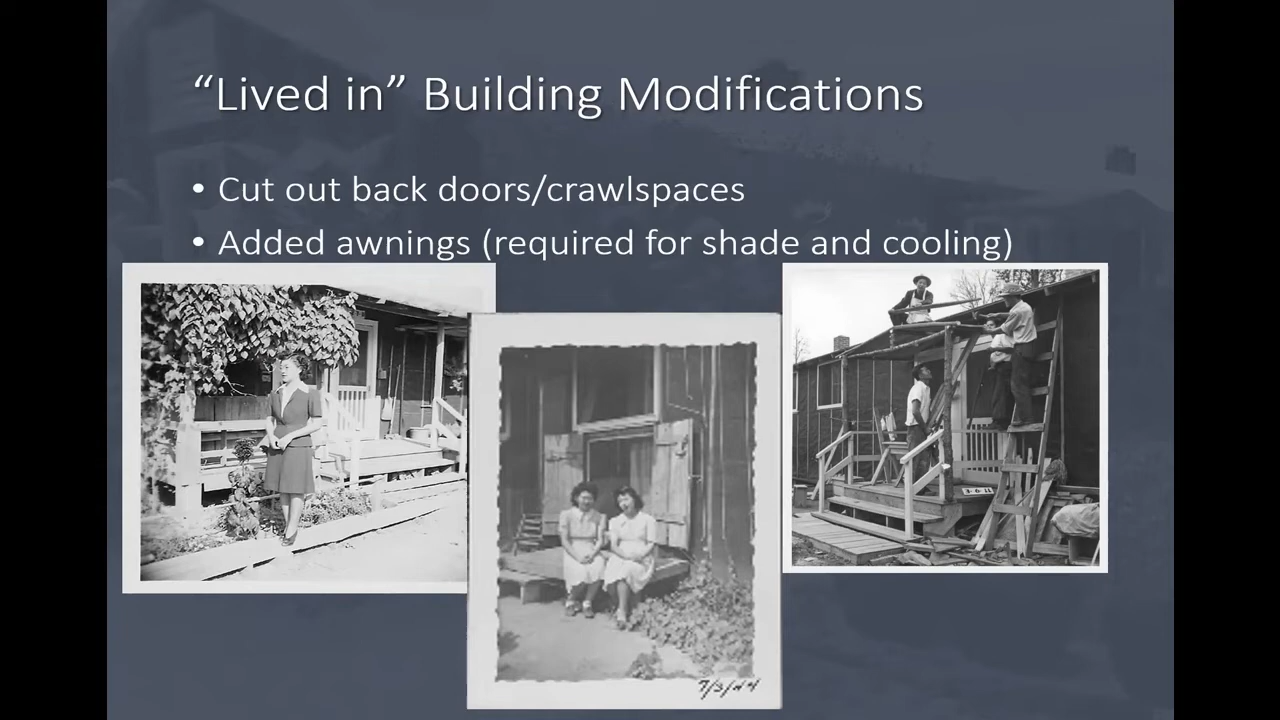 “Lived in” Building Modifications
• Cut out back doors/crawlspaces
• Added awnings (required for shade and cooling)
7/3/44